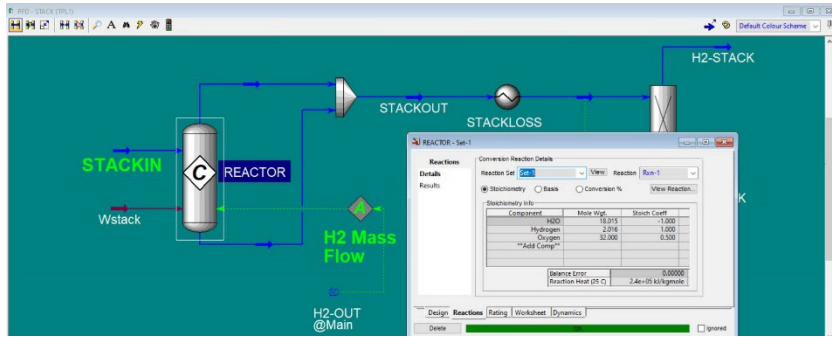 PFD - STACK (TPL1)
A
Default Colour Scheme
H2-STACK
STACKOUT
STACKLOSS
STACKIN
C
REACTOR
Wstack
A
H2 Mass
Flow
H2-OUT
@Main
K
REACTOR - Set-1
Reactions
Details
Results
Conversion Reaction Details
Reaction Set Set-1 View Reaction Rxn-1
Stoichiometry Basis Conversion % View Reaction...
Stoichiometry Info
Component Mole Wgt. Stoich Coeff
H2O 18.015 -1.000
Hydrogen 2.016 1.000
Oxygen 32.000 0.500
**Add Comp**
Balance Error 0.00000
Reaction Heat (25 C) 2.4e+05 kJ/kgmole
Design Reactions Rating Worksheet Dynamics
Delete Ignored